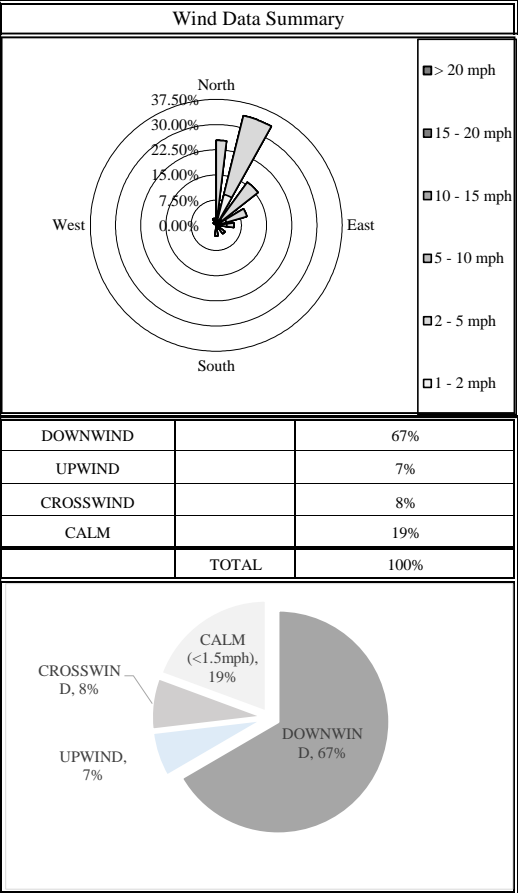 Wind Data Summary
North
37.50%
30.00%
22.50%
15.00%
7.50%
0.00%
West
East
South
> 20 mph
15 - 20 mph
10 - 15 mph
5 - 10 mph
2 - 5 mph
1 - 2 mph
DOWNWIND 67%
UPWIND 7%
CROSSWIND 8%
CALM 19%
TOTAL 100%
CALM
(<1.5mph),
19%
CROSSWIN
D, 8%
DOWNWIN
D, 67%
UPWIND,
7%